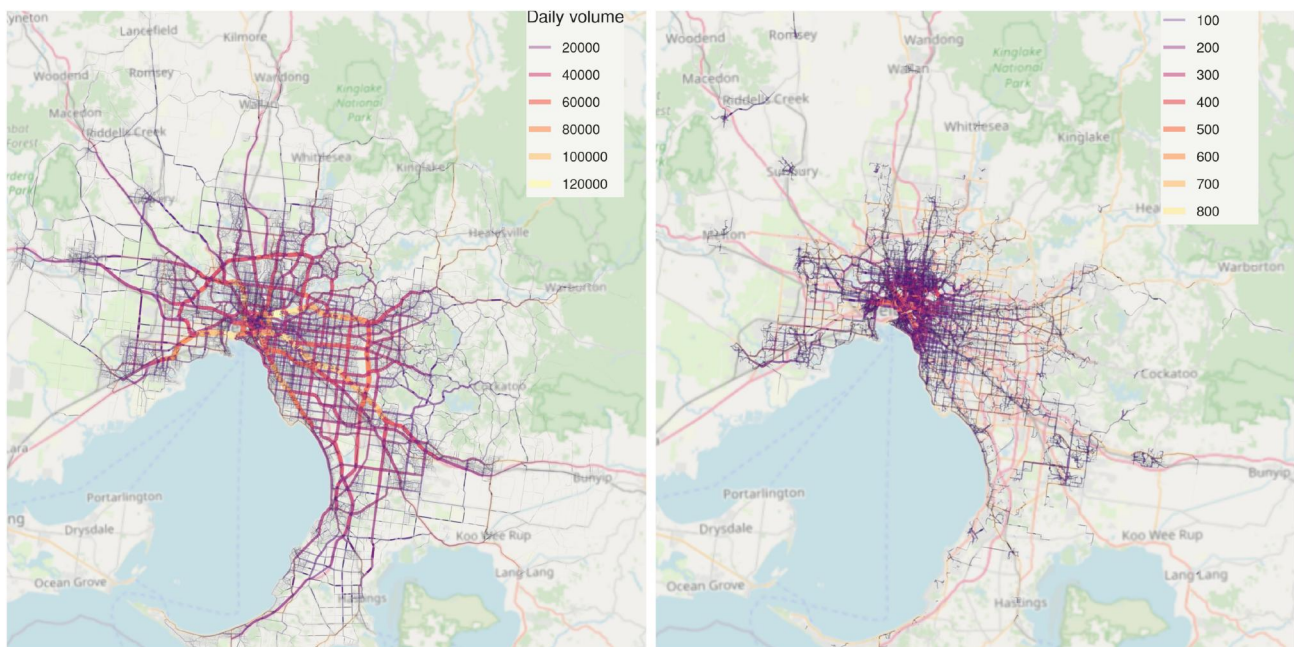 Daily volume
20000
40000
60000
80000
100000
120000
Lancefield
Kilmore
Woodend
Romsey
Wandong
Macedon
Wallan
Kinglake
National
Park
Riddells Creek
Whittlesea
Kinglake
Healesville
Warburton
Cockatoo
Bunyip
Portarlington
Drysdale
Koo Wee Rup
Ocean Grove
Lang Lang
Hastings
100
200
300
400
500
600
700
800
Romsey
Woodend
Wandong
Macedon
Kinglake
National
Park
Riddells Creek
Whittlesea
Kinglake
Sunbury
Warburton
Cockatoo
Bunyip
Portarlington
Drysdale
Koo Wee Rup
Ocean Grove
Lang Lang
Hastings